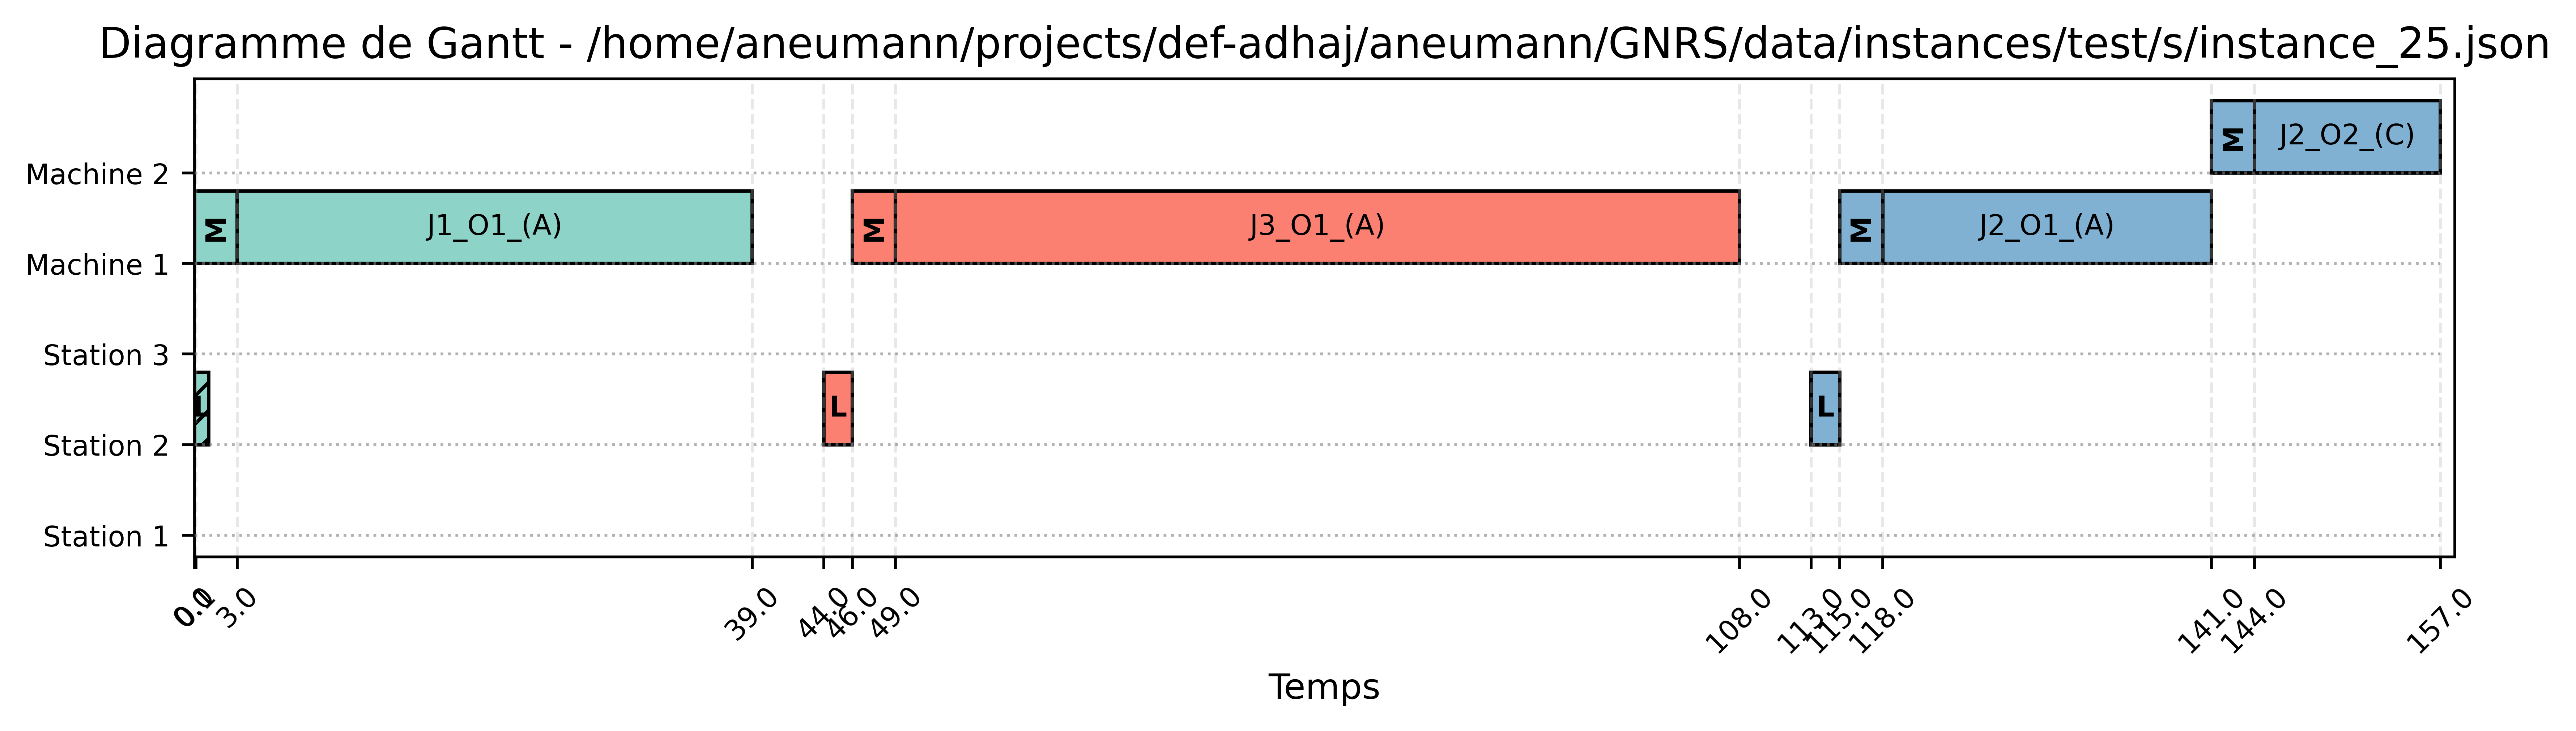 Diagramme de Gantt - /home/aneumann/projects/def-adhaj/aneumann/GNRS/data/instances/test/s/instance_25.json
M J2_O2_(C)
Machine 2
M J1_O1_(A) M J3_O1_(A) M J2_O1_(A)
Machine 1
Station 3
L L L
Station 2
Station 1
0.0 3.0 39.0 44.0 46.0 49.0 108.0 113.0 115.0 118.0 141.0 144.0 157.0
Temps